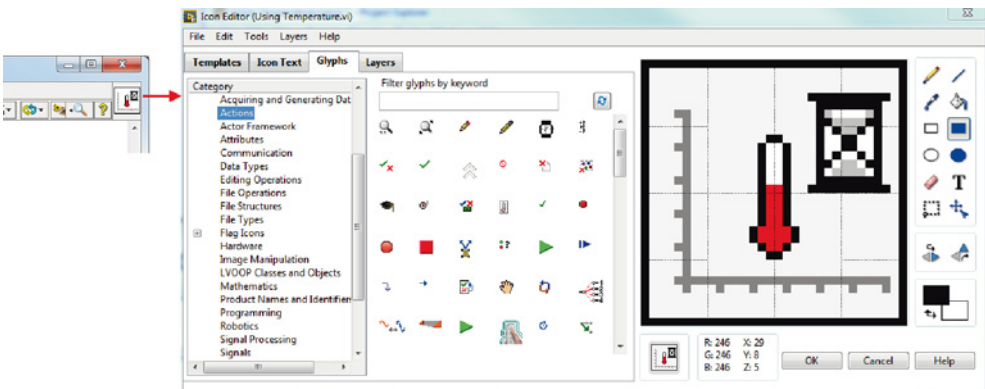 Icon Editor (Using Temperature.vi)
File Edit Tools Layers Help
Templates Icon Text Glyphs Layers
Category
Acquiring and Generating Dat
Actions
Actor Framework
Attributes
Communication
Data Types
Editing Operations
File Operations
File Structures
File Types
Flag Icons
Hardware
Image Manipulation
LVOOP Classes and Objects
Mathematics
Product Names and Identifier
Programming
Robotics
Signal Processing
Signals
Filter glyphs by keyword
T
R: 246 X: 29
G: 246 Y: 8
B: 246 Z: 5
OK Cancel Help